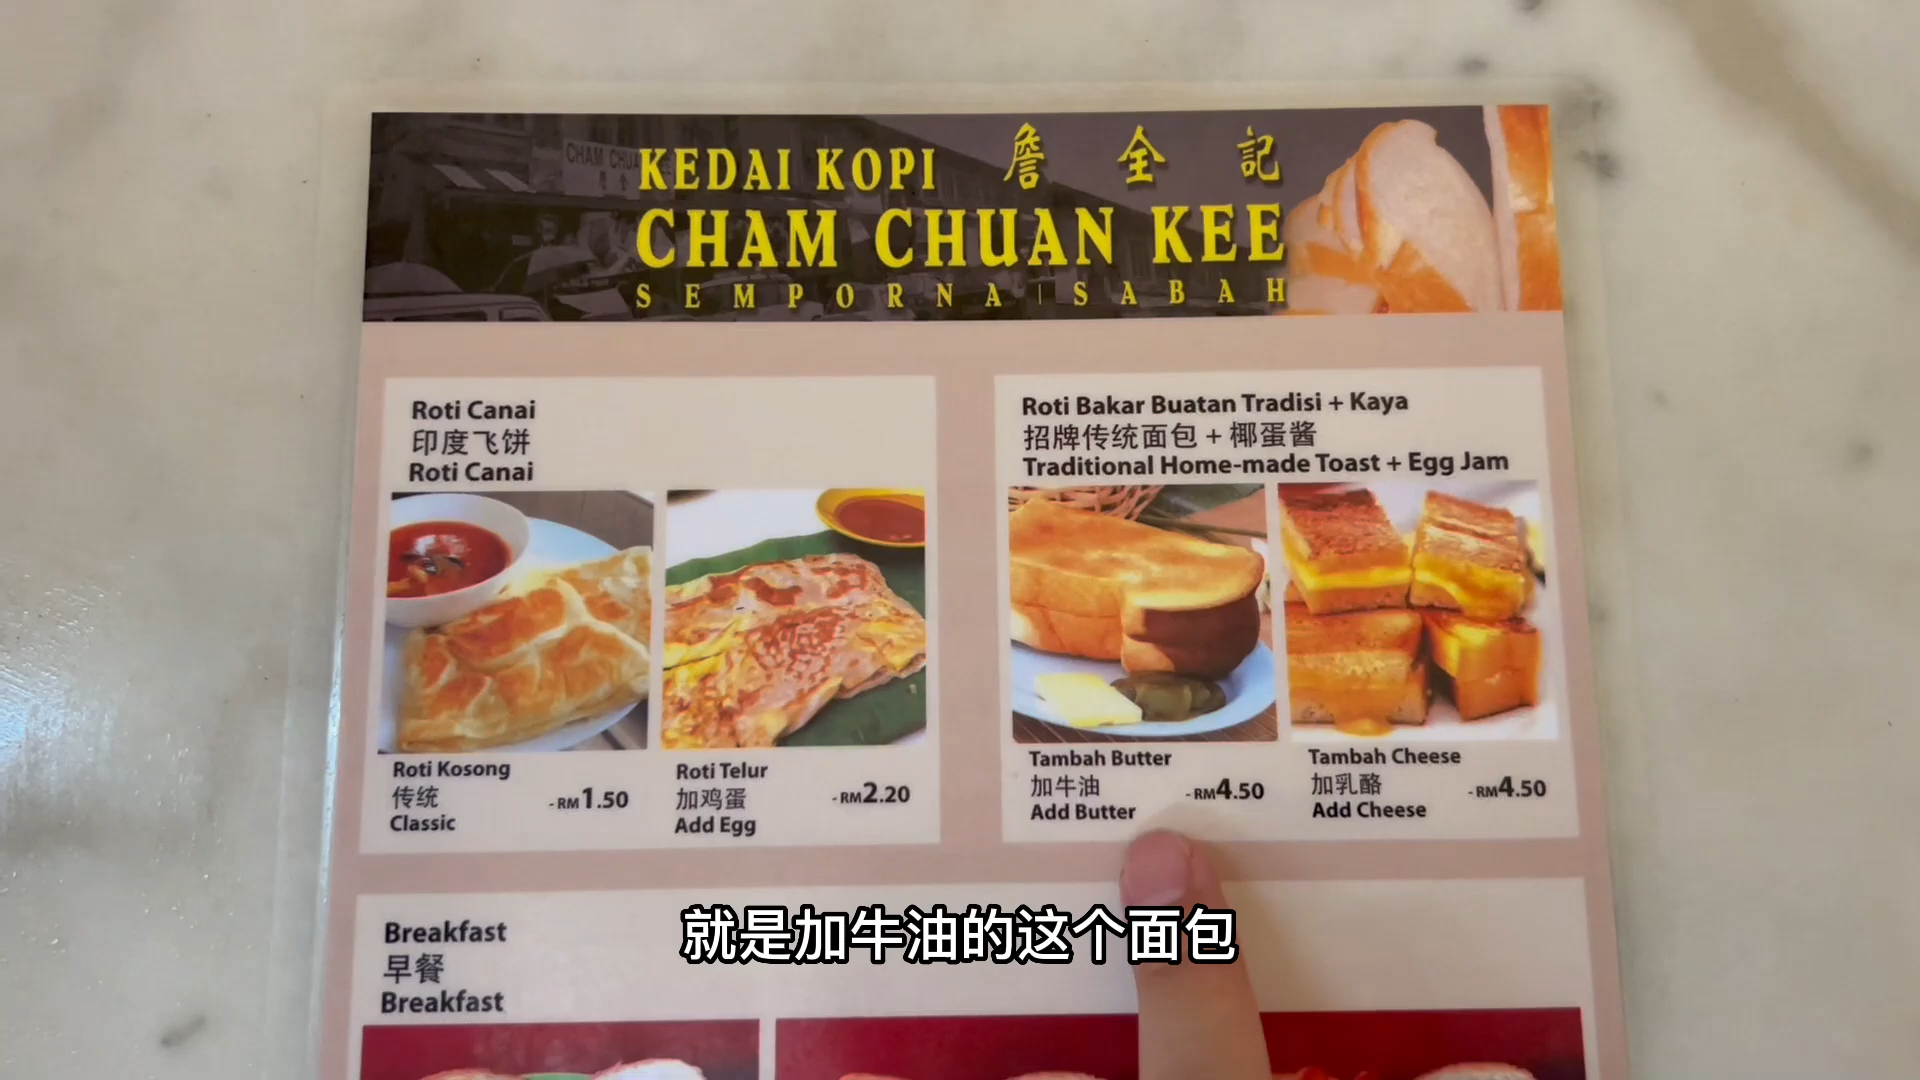 KEDAI KOPI 詹全記
CHAM CHUAN KEE
SEMPORNA | SABAH
Roti Canai
印度飞饼
Roti Canai
Roti Kosong
传统
Classic
-RM1.50
Roti Telur
加鸡蛋
Add Egg
-RM2.20
Roti Bakar Buatan Tradisi + Kaya
招牌传统面包 + 椰蛋酱
Traditional Home-made Toast + Egg Jam
Tambah Butter
加牛油
Add Butter
-RM4.50
Tambah Cheese
加乳酪
Add Cheese
-RM4.50
Breakfast
早餐
Breakfast
就是加牛油的这个面包